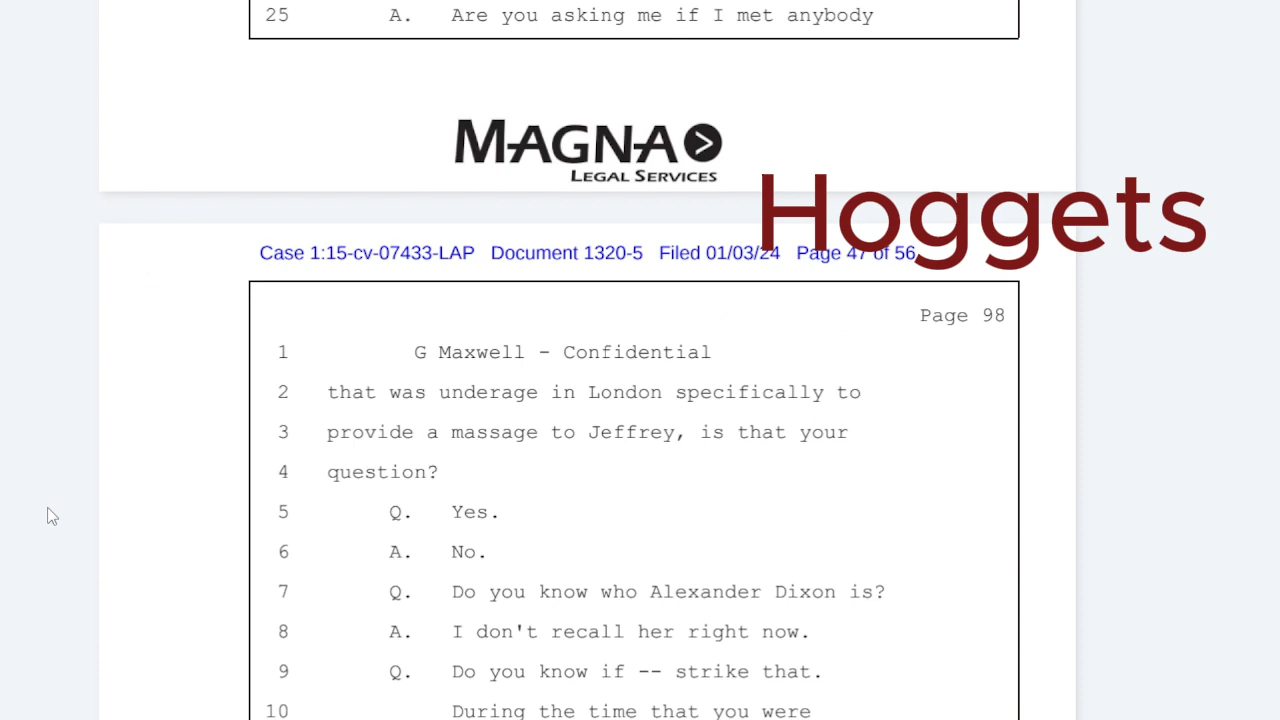 25 A. Are you asking me if I met anybody
MAGNA
LEGAL SERVICES
Hoggets
Case 1:15-cv-07433-LAP Document 1320-5 Filed 01/03/24 Page 47 of 56
Page 98
1 G Maxwell - Confidential
2 that was underage in London specifically to
3 provide a massage to Jeffrey, is that your
4 question?
5 Q. Yes.
6 A. No.
7 Q. Do you know who Alexander Dixon is?
8 A. I don't recall her right now.
9 Q. Do you know if -- strike that.
10 During the time that you were